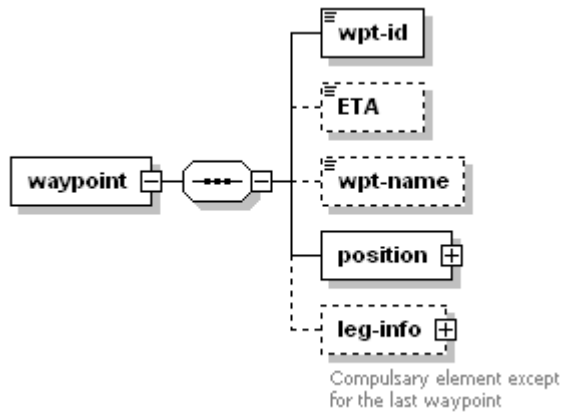 wpt-id
ETA
wpt-name
waypoint
position
leg-info
Compulsary element except
for the last waypoint